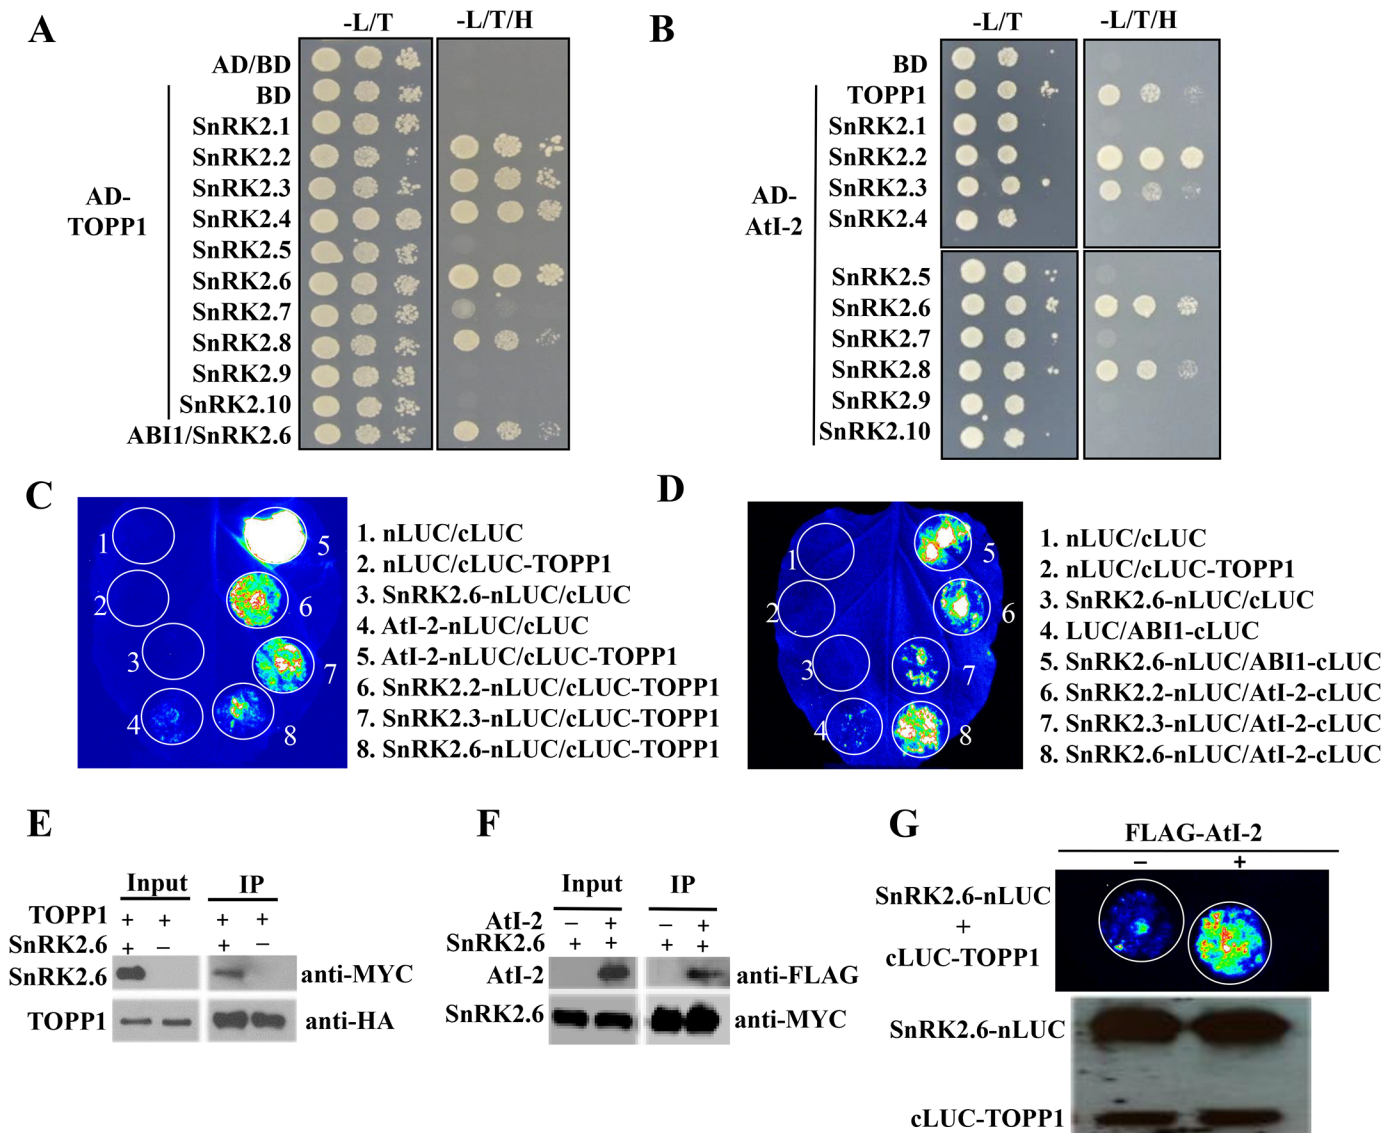 A
-L/T
-L/T/H
AD/BD
BD
SnRK2.1
SnRK2.2
SnRK2.3
SnRK2.4
SnRK2.5
SnRK2.6
SnRK2.7
SnRK2.8
SnRK2.9
SnRK2.10
ABI1/SnRK2.6
AD-
TOPP1
B
-L/T
-L/T/H
BD
TOPP1
SnRK2.1
SnRK2.2
SnRK2.3
SnRK2.4
SnRK2.5
SnRK2.6
SnRK2.7
SnRK2.8
SnRK2.9
SnRK2.10
AD-
AtI-2
C
1
2
3
4
5
6
7
8
1. nLUC/cLUC
2. nLUC/cLUC-TOPP1
3. SnRK2.6-nLUC/cLUC
4. AtI-2-nLUC/cLUC
5. AtI-2-nLUC/cLUC-TOPP1
6. SnRK2.2-nLUC/cLUC-TOPP1
7. SnRK2.3-nLUC/cLUC-TOPP1
8. SnRK2.6-nLUC/cLUC-TOPP1
D
1
2
3
4
5
6
7
8
1. nLUC/cLUC
2. nLUC/cLUC-TOPP1
3. SnRK2.6-nLUC/cLUC
4. LUC/ABI1-cLUC
5. SnRK2.6-nLUC/ABI1-cLUC
6. SnRK2.2-nLUC/AtI-2-cLUC
7. SnRK2.3-nLUC/AtI-2-cLUC
8. SnRK2.6-nLUC/AtI-2-cLUC
E
Input IP
TOPP1 + + + +
SnRK2.6 + – + –
SnRK2.6 anti-MYC
TOPP1 anti-HA
F
Input IP
AtI-2 – + – +
SnRK2.6 + + + +
AtI-2 anti-FLAG
SnRK2.6 anti-MYC
G
FLAG-AtI-2
– +
SnRK2.6-nLUC
+
cLUC-TOPP1
SnRK2.6-nLUC
cLUC-TOPP1